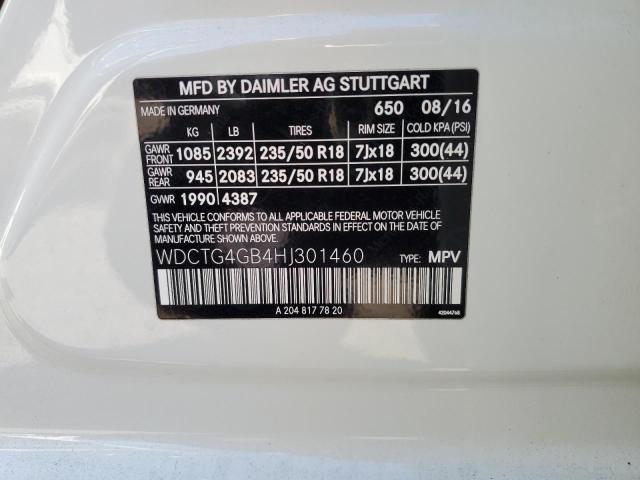 MFD BY DAIMLER AG STUTTGART
MADE IN GERMANY 650 08/16
KG LB TIRES RIM SIZE COLD KPA (PSI)
GAWR FRONT 1085 2392 235/50 R18 7Jx18 300(44)
GAWR REAR 945 2083 235/50 R18 7Jx18 300(44)
GVWR 1990 4387
THIS VEHICLE CONFORMS TO ALL APPLICABLE FEDERAL MOTOR VEHICLE
SAFETY AND THEFT PREVENTION STANDARDS IN EFFECT ON THE DATE
OF MANUFACTURE SHOWN ABOVE.
WDCTG4GB4HJ301460 TYPE: MPV
A 204 817 78 20 42044768